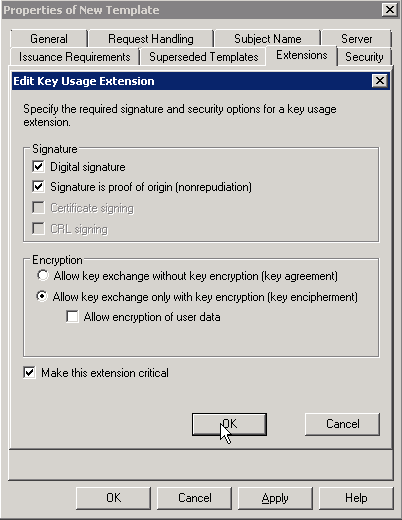 Properties of New Template
General
Request Handling
Subject Name
Server
Issuance Requirements
Superseded Templates
Extensions
Security
Edit Key Usage Extension
Specify the required signature and security options for a key usage
extension.
Signature
Digital signature
Signature is proof of origin (nonrepudiation)
Certificate signing
CRL signing
Encryption
Allow key exchange without key encryption (key agreement)
Allow key exchange only with key encryption (key encipherment)
Allow encryption of user data
Make this extension critical
OK
Cancel
OK
Cancel
Apply
Help